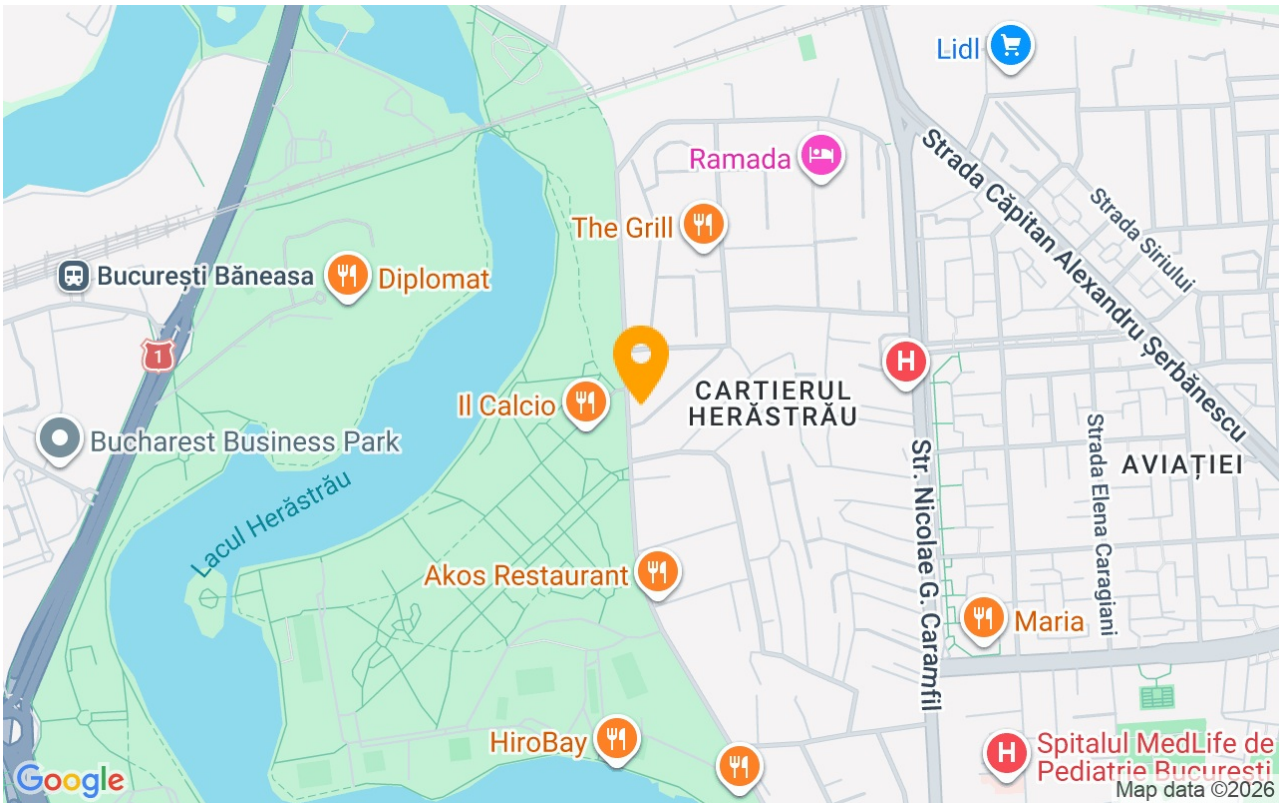 Lidl
Strada Căpitan Alexandru Șerbănescu
Ramada
Strada Siriului
The Grill
București Băneasa
Diplomat
1
H
CARTIERUL
HERĂSTRĂU
Il Calcio
Bucharest Business Park
Lacul Herăstrău
Str. Nicolae G. Caramfil
Strada Elena Caragiani
AVIAȚIEI
Akos Restaurant
Maria
HiroBay
H
Spitalul MedLife de
Pediatrie București
Google
Map data ©2026